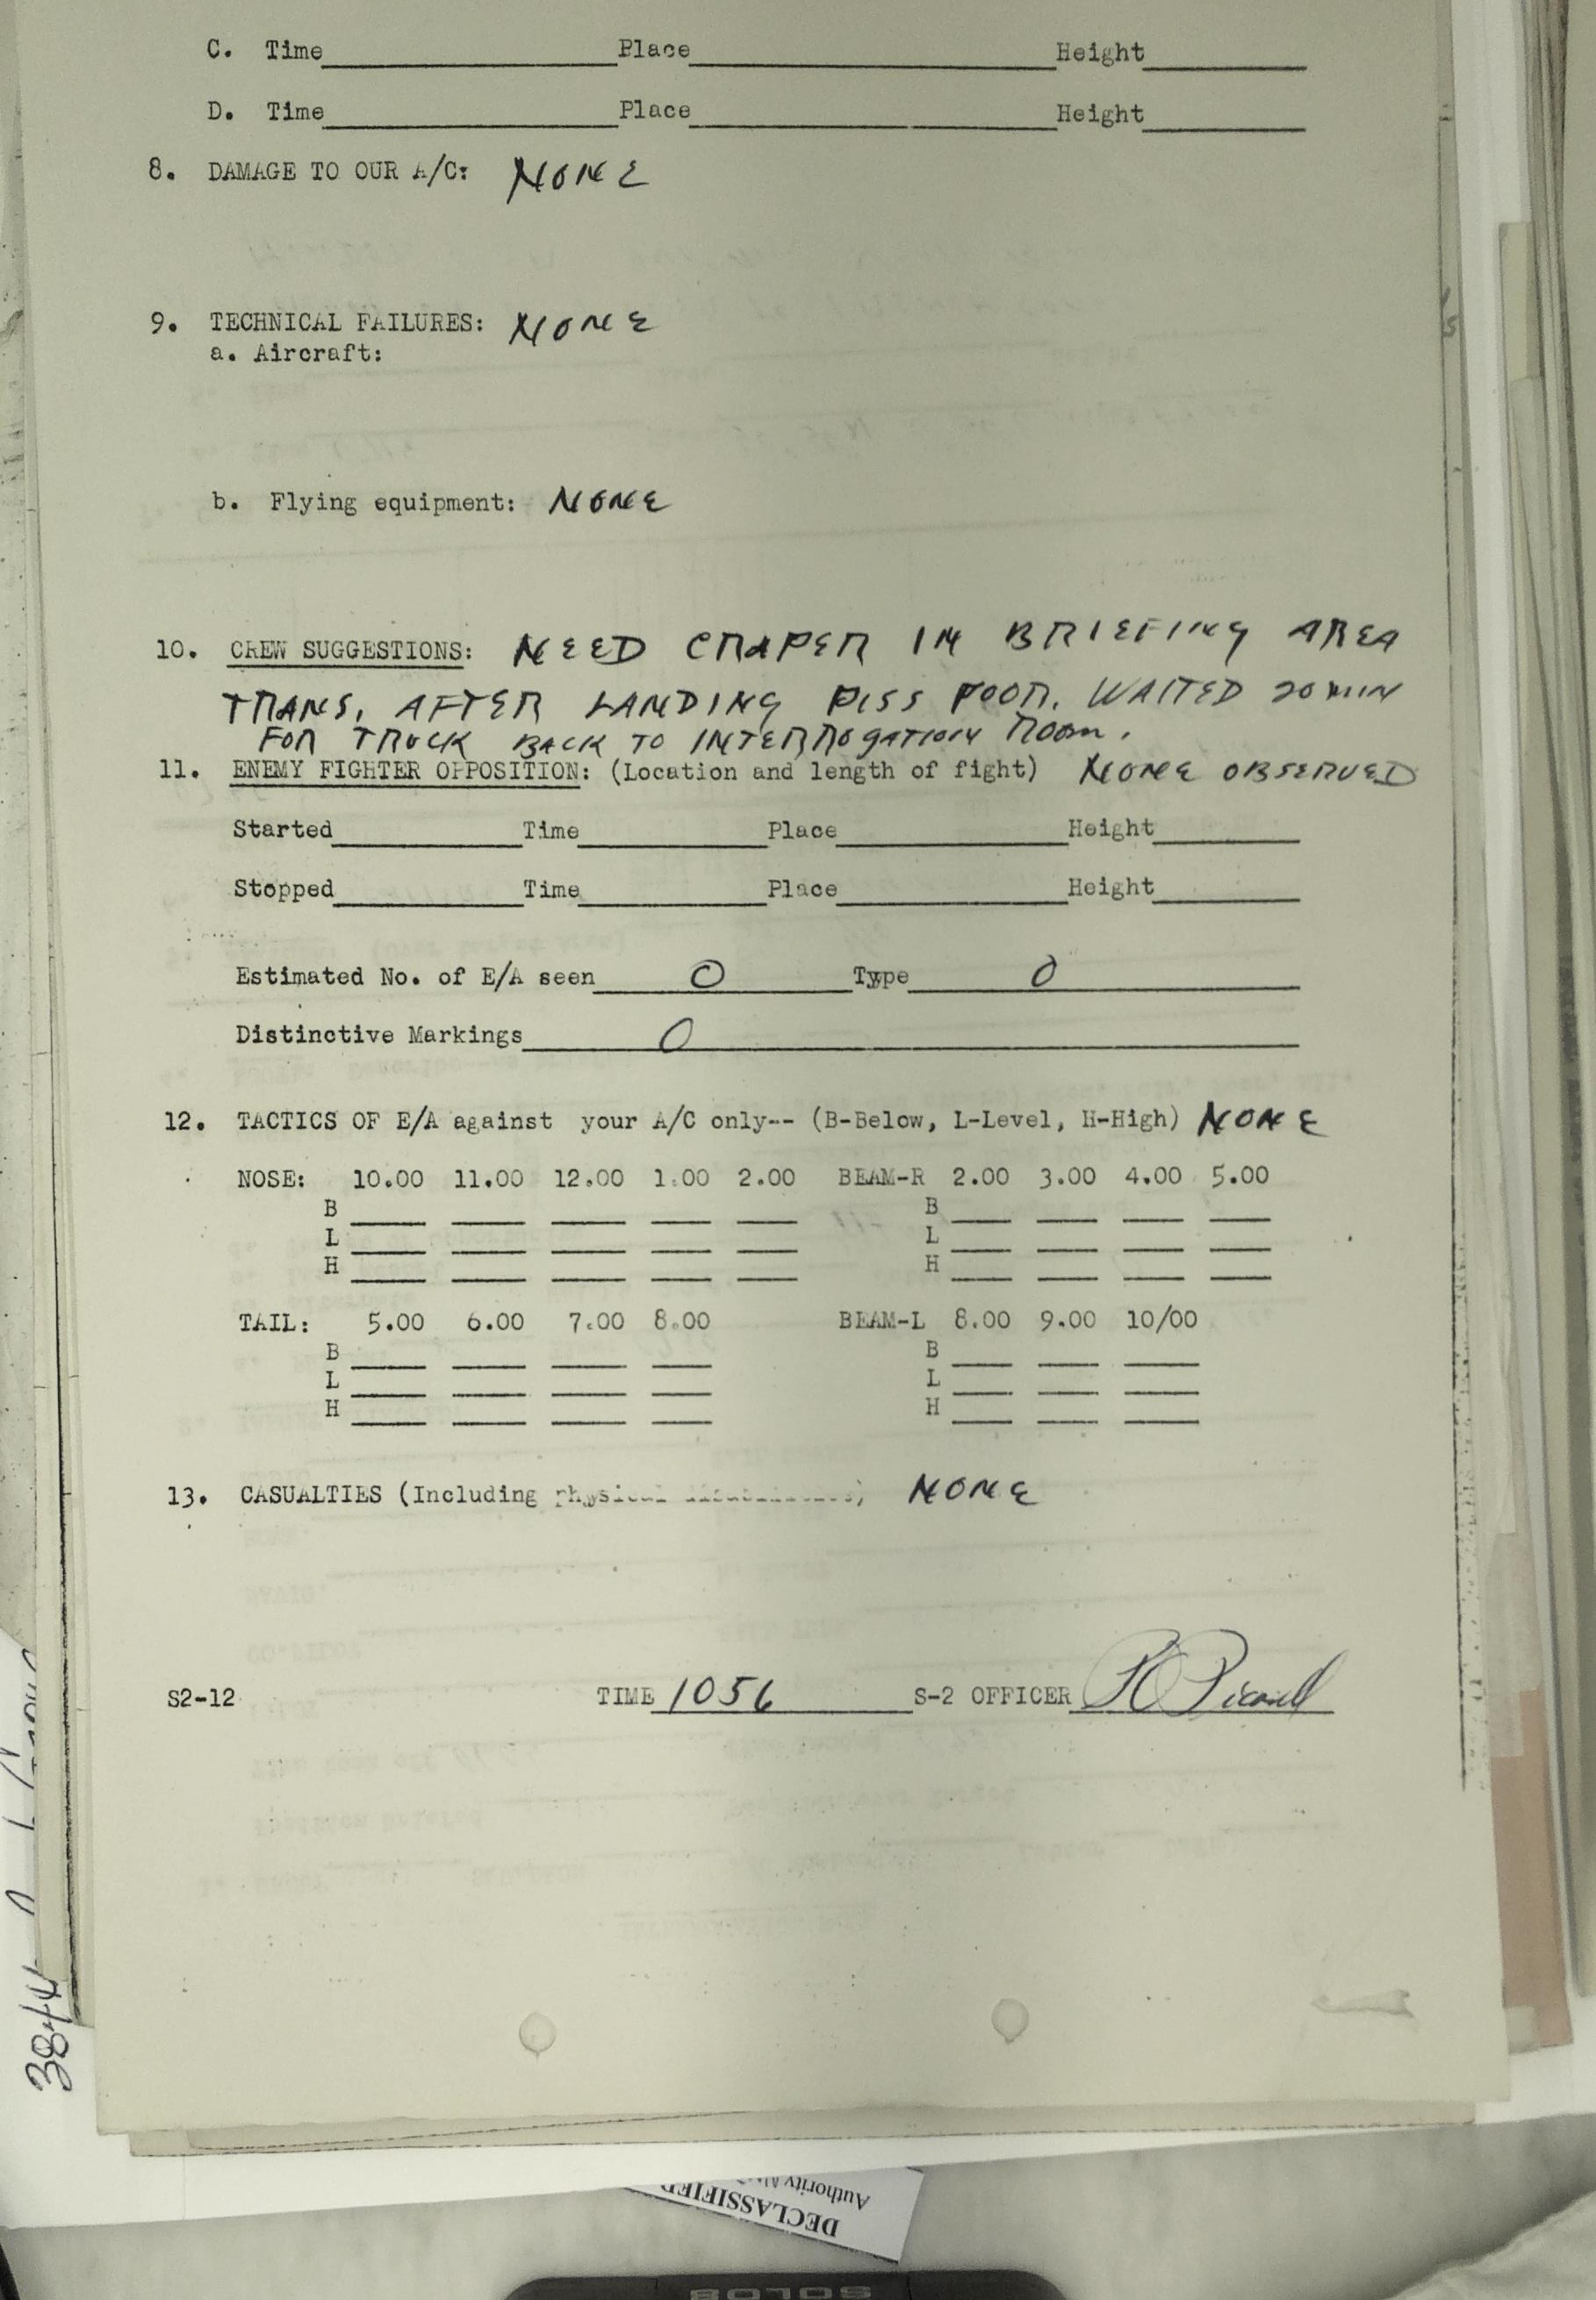 C. Time Place Height
D. Time Place Height
8. DAMAGE TO OUR A/C: NONE
9. TECHNICAL FAILURES: NONE
a. Aircraft:
b. Flying equipment: NONE
10. CREW SUGGESTIONS: NEED CRAPER IN BRIEFING AREA
TRANS. AFTER LANDING PISS POOR. WAITED 20 MIN
FOR TRUCK BACK TO INTERROGATION ROOM.
11. ENEMY FIGHTER OPPOSITION: (Location and length of fight) NONE OBSERVED
Started Time Place Height
Stopped Time Place Height
Estimated No. of E/A seen 0 Type 0
Distinctive Markings 0
12. TACTICS OF E/A against your A/C only-- (B-Below, L-Level, H-High) NONE
NOSE: 10.00 11.00 12.00 1.00 2.00 BEAM-R 2.00 3.00 4.00 5.00
B B
L L
H H
TAIL: 5.00 6.00 7.00 8.00 BEAM-L 8.00 9.00 10/00
B B
L L
H H
13. CASUALTIES (Including physical ) NONE
S2-12 TIME 1056 S-2 OFFICER
384th
DECLASSIFIED
Authority
SOLO8